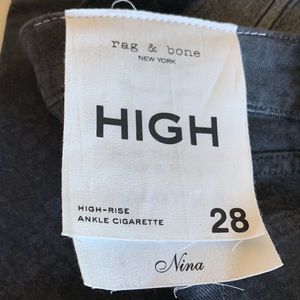 rag & bone
NEW YORK
HIGH
HIGH-RISE
ANKLE CIGARETTE
28
Nina